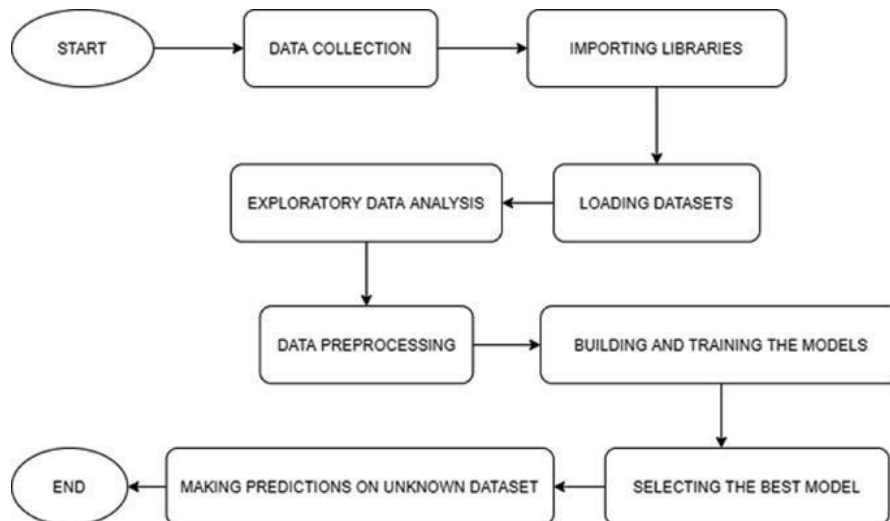 START
DATA COLLECTION
IMPORTING LIBRARIES
LOADING DATASETS
EXPLORATORY DATA ANALYSIS
DATA PREPROCESSING
BUILDING AND TRAINING THE MODELS
SELECTING THE BEST MODEL
MAKING PREDICTIONS ON UNKNOWN DATASET
END